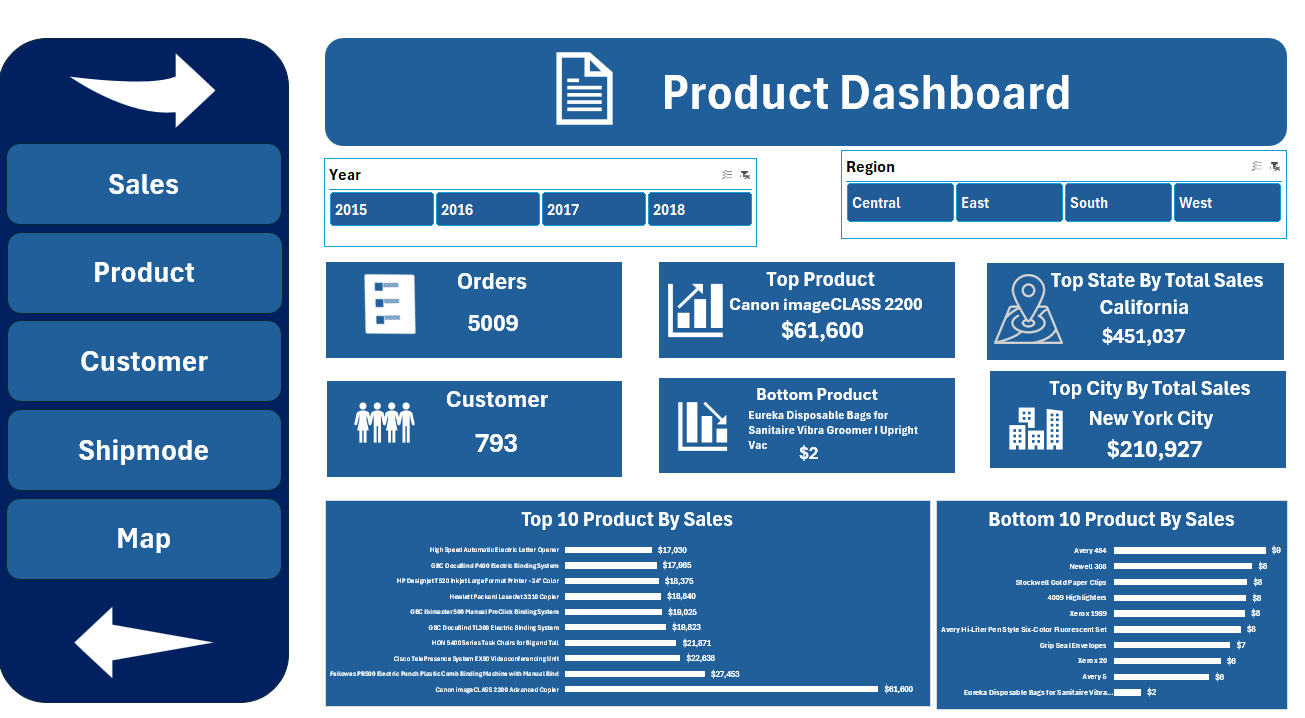 Product Dashboard
Sales
Product
Customer
Shipmode
Map
Year
2015
2016
2017
2018
Region
Central
East
South
West
Orders
5009
Top Product
Canon imageCLASS 2200
$61,600
Top State By Total Sales
California
$451,037
Customer
793
Bottom Product
Eureka Disposable Bags for
Sanitaire Vibra Groomer I Upright
Vac
$2
Top City By Total Sales
New York City
$210,927
Top 10 Product By Sales
High Speed Automatic Electric Letter Opener
$17,030
GBC DocuBind P400 Electric Binding System
$17,965
HP Designjet T520 Inkjet Large Format Printer - 24" Color
$18,375
Hewlett Packard LaserJet 3310 Copier
$18,840
GBC Ibimaster 500 Manual ProClick Binding System
$19,025
GBC DocuBind TL300 Electric Binding System
$19,823
HON 5400 Series Task Chairs for Big and Tall
$21,871
Cisco TelePresence System EX90 Videoconferencing Unit
$22,638
Fellowes PB500 Electric Punch Plastic Comb Binding Machine with Manual Bind
$27,453
Canon imageCLASS 2200 Advanced Copier
$61,600
Bottom 10 Product By Sales
Avery 484
$9
Newell 308
$8
Stockwell Gold Paper Clips
$8
4009 Highlighters
$8
Xerox 1989
$8
Avery Hi-Liter Pen Style Six-Color Fluorescent Set
$8
Grip Seal Envelopes
$7
Xerox 20
$6
Avery 5
$6
Eureka Disposable Bags for Sanitaire Vibra...
$2